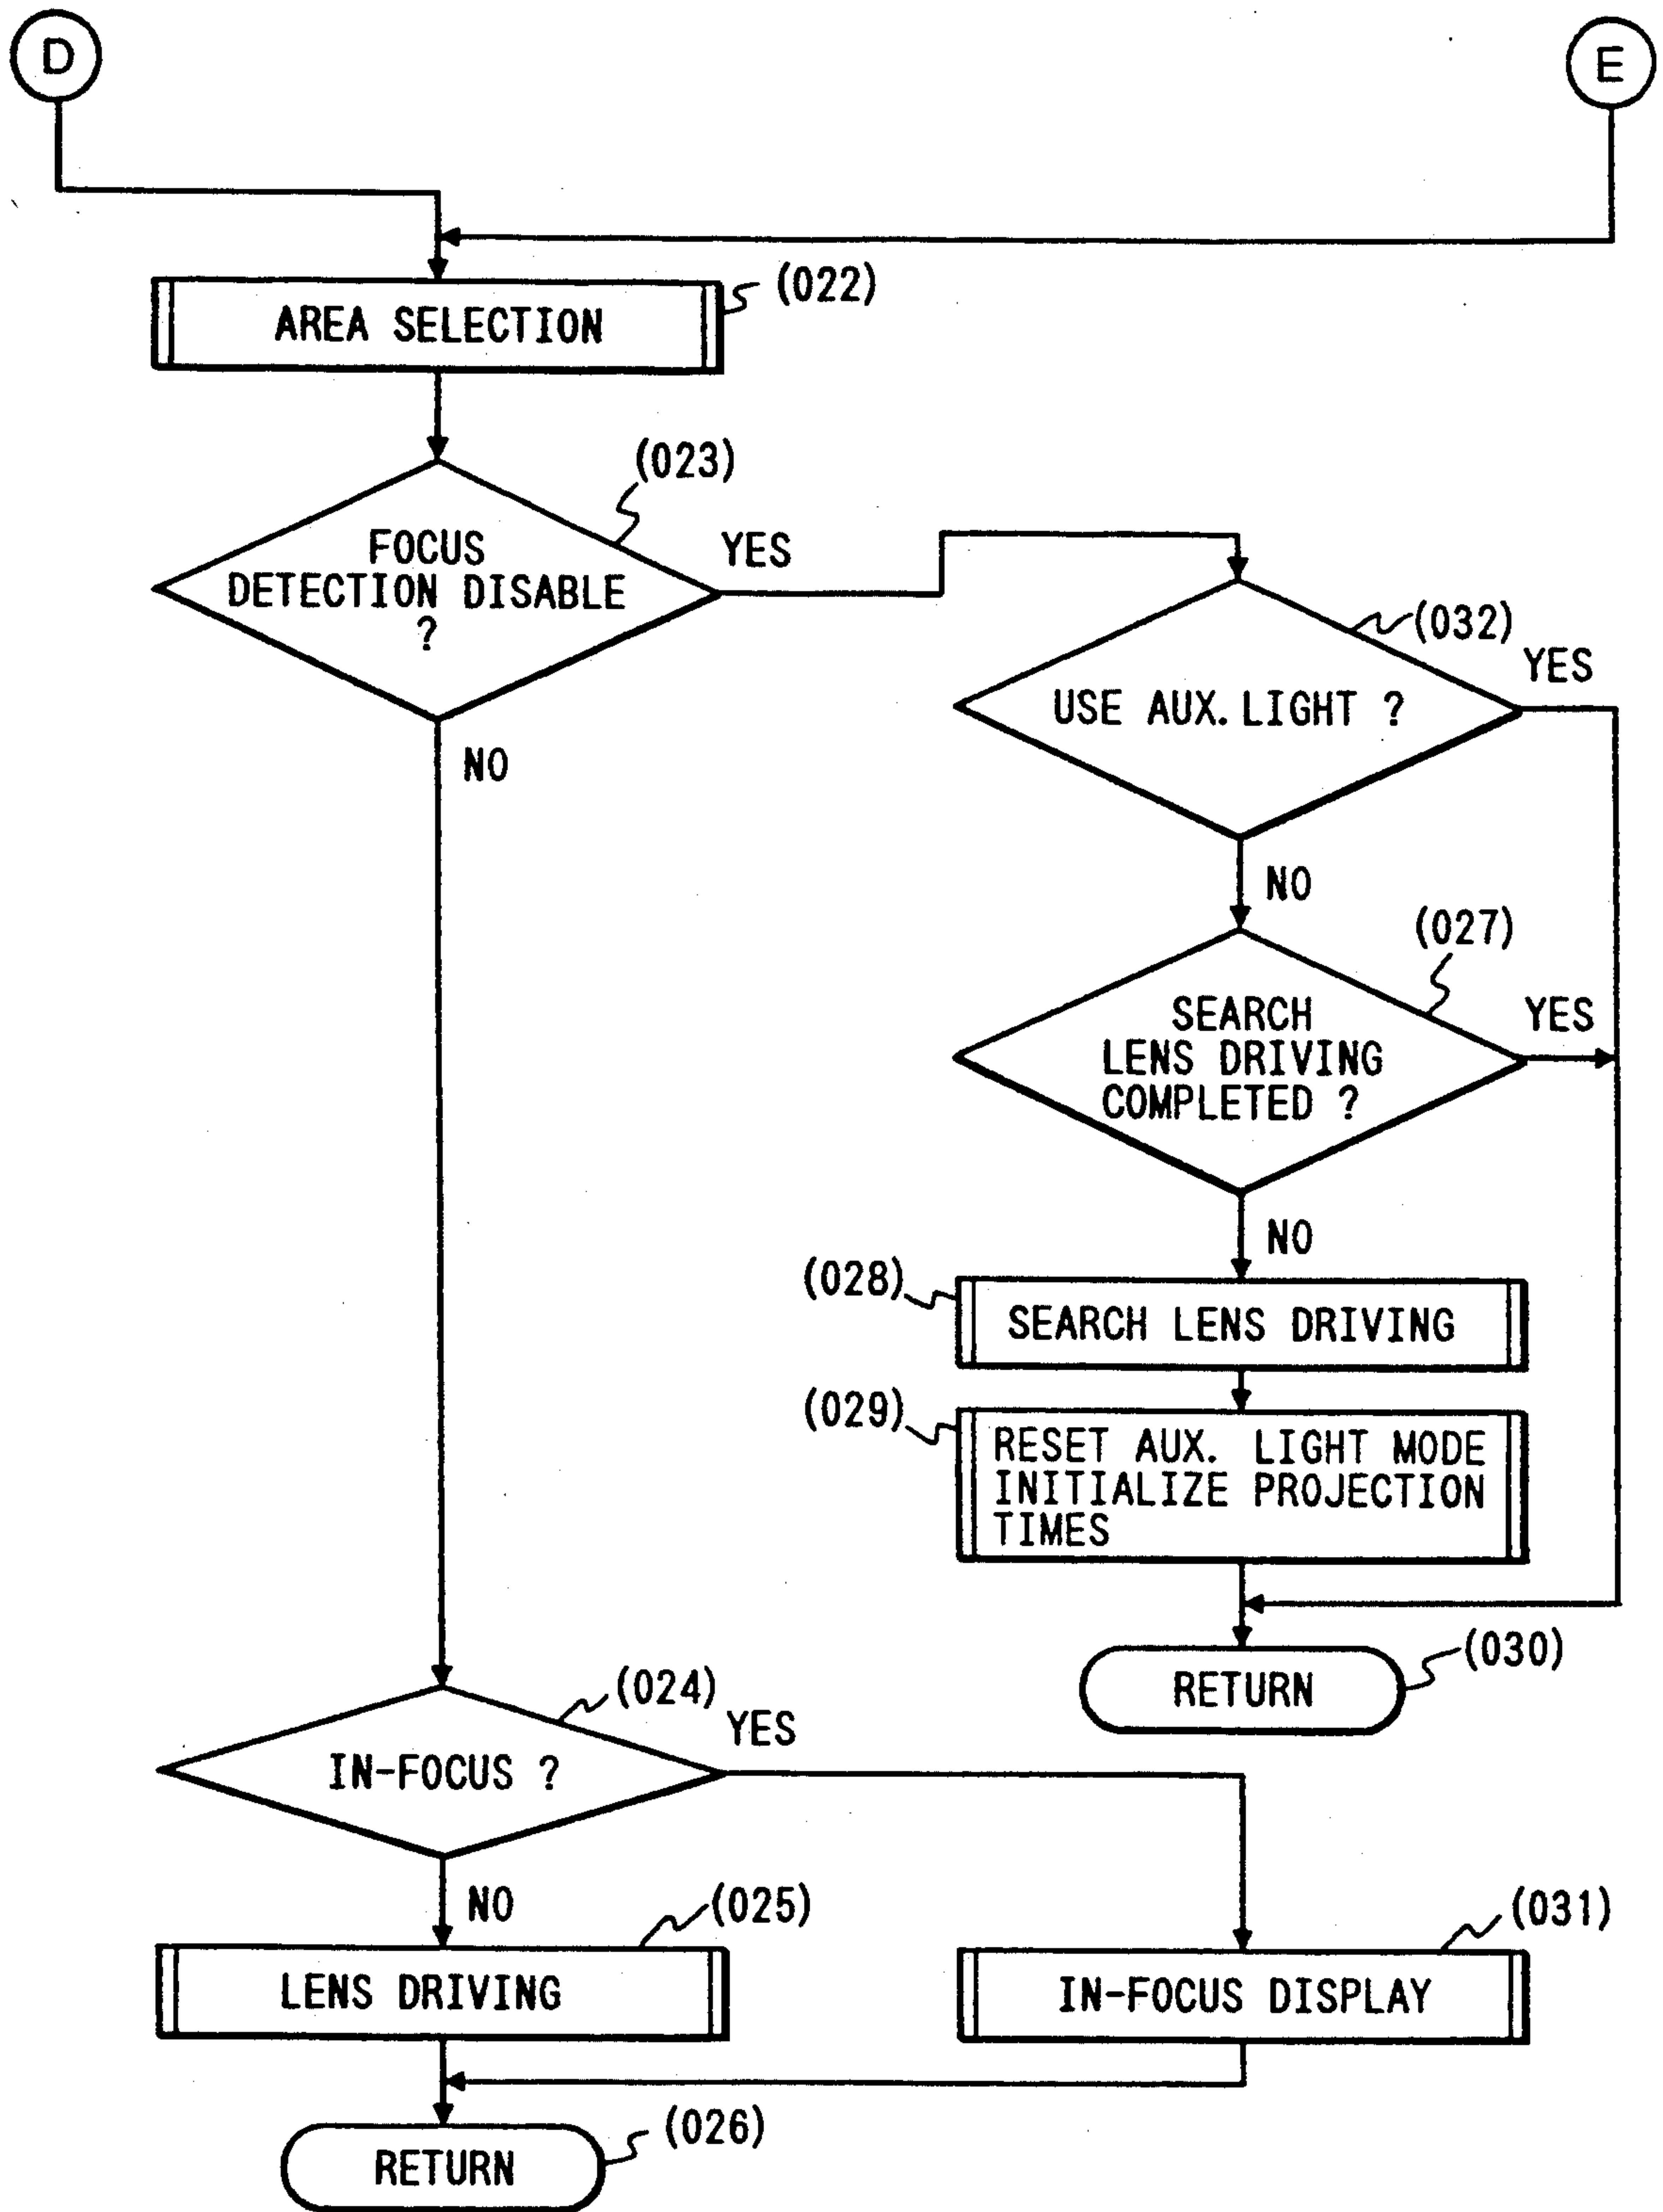 D
E
(022)
AREA SELECTION
(023)
FOCUS
DETECTION DISABLE
?
YES
NO
(032)
USE AUX. LIGHT ?
YES
NO
(027)
SEARCH
LENS DRIVING
COMPLETED ?
YES
NO
(028)
SEARCH LENS DRIVING
(029)
RESET AUX. LIGHT MODE
INITIALIZE PROJECTION
TIMES
(030)
RETURN
(024)
IN-FOCUS ?
YES
NO
(025)
LENS DRIVING
(031)
IN-FOCUS DISPLAY
(026)
RETURN